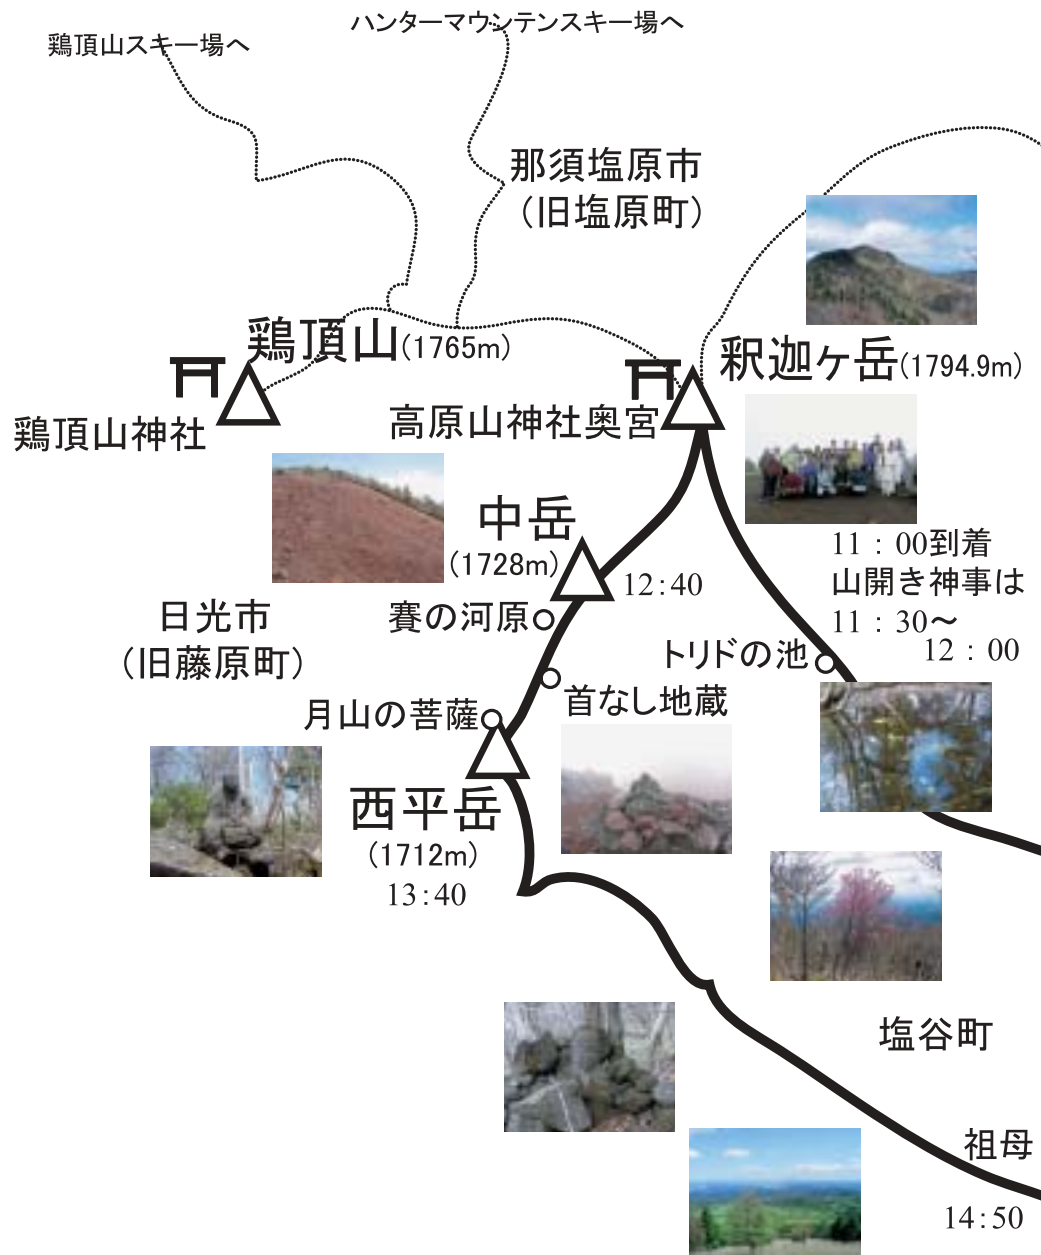 ハンターマウンテンスキー場へ
鶏頂山スキー場へ
那須塩原市
（旧塩原町）
鶏頂山(1765m)
釈迦ヶ岳(1794.9m)
鶏頂山神社
高原山神社奥宮
中岳
(1728m)
12:40
11：00到着
山開き神事は
11：30～
12：00
賽の河原
日光市
（旧藤原町）
トリドの池
首なし地蔵
月山の菩薩
西平岳
(1712m)
13:40
塩谷町
祖母
14:50